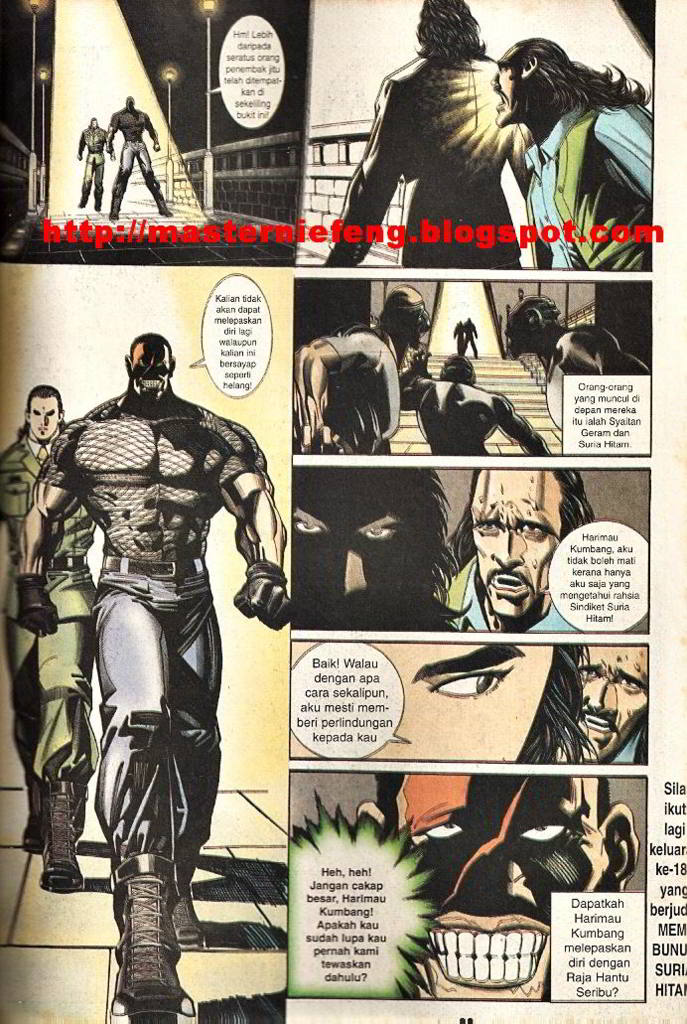 Hm! Lebih
daripada
seratus orang
penembak jitu
telah ditempat-
kan di
sekeliling
bukit ini!
http://masterniefeng.blogspot.com
Kalian tidak
akan dapat
melepaskan
diri lagi
walaupun
kalian ini
bersayap
seperti
helang!
Orang-orang
yang muncul di
depan mereka
itu ialah Syaitan
Geram dan
Suria Hitam.
Harimau
Kumbang, aku
tidak boleh mati
kerana hanya
aku saja yang
mengetahui rahsia
Sindiket Suria
Hitam!
Baik! Walau
dengan apa
cara sekalipun,
aku mesti mem-
beri perlindungan
kepada kau
Heh, heh!
Jangan cakap
besar, Harimau
Kumbang!
Apakah kau
sudah lupa kau
pernah kami
tewaskan
dahulu?
Dapatkah
Harimau
Kumbang
melepaskan
diri dengan
Raja Hantu
Seribu?
Sila
ikut
lagi
keluar
ke-18
yang
berjud
MEM
BUNU
SURI
HITA